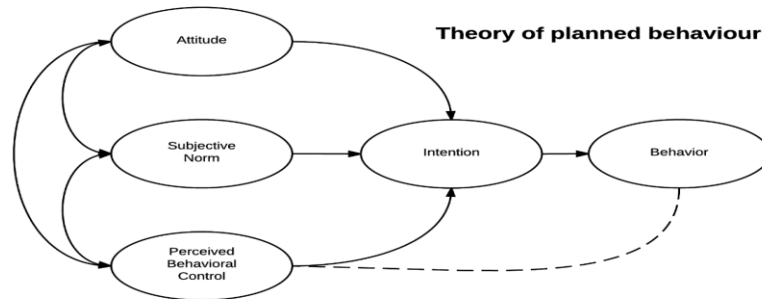 Theory of planned behaviour
Attitude
Subjective
Norm
Intention
Behavior
Perceived
Behavioral
Control